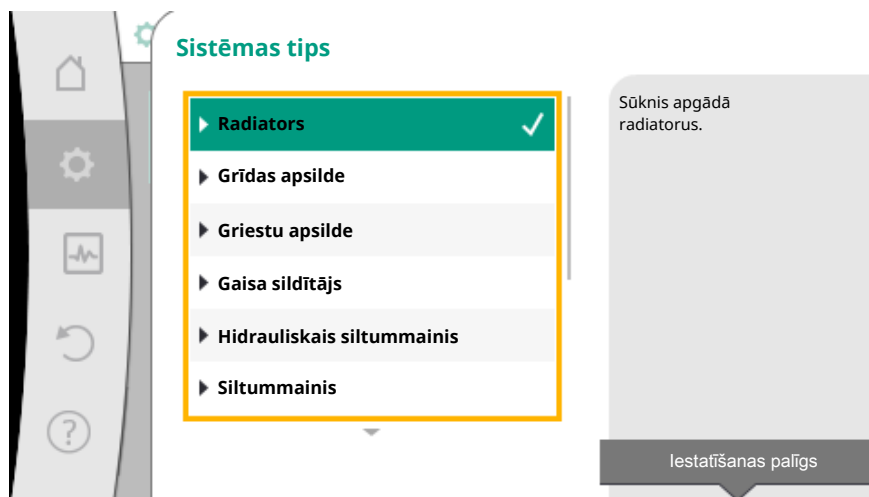 Sistēmas tips
Radiators
Grīdas apsilde
Griestu apsilde
Gaisa sildītājs
Hidrauliskais siltummainis
Siltummainis
Sūknis apgādā
radiatorus.
Iestatīšanas palīgs